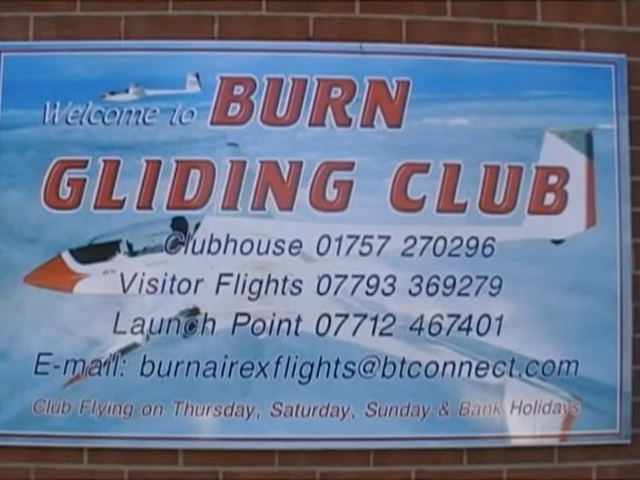 Welcome to BURN
GLIDING CLUB
Clubhouse 01757 270296
Visitor Flights 07793 369279
Launch Point 07712 467401
E-mail: burnairexflights@btconnect.com
Club Flying on Thursday, Saturday, Sunday & Bank Holidays